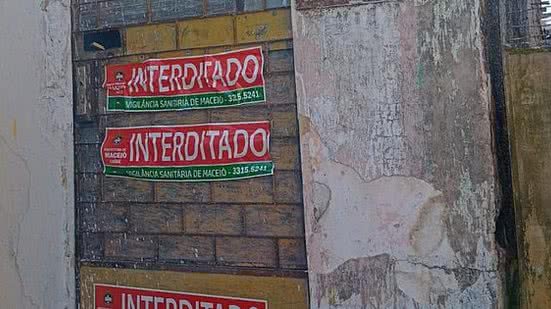 INTERDITADO
VIGILÂNCIA SANITÁRIA DE MACEIÓ - 3315.5241
MACEIÓ
INTERDITADO
VIGILÂNCIA SANITÁRIA DE MACEIÓ - 3315.5241
INTERDITADO